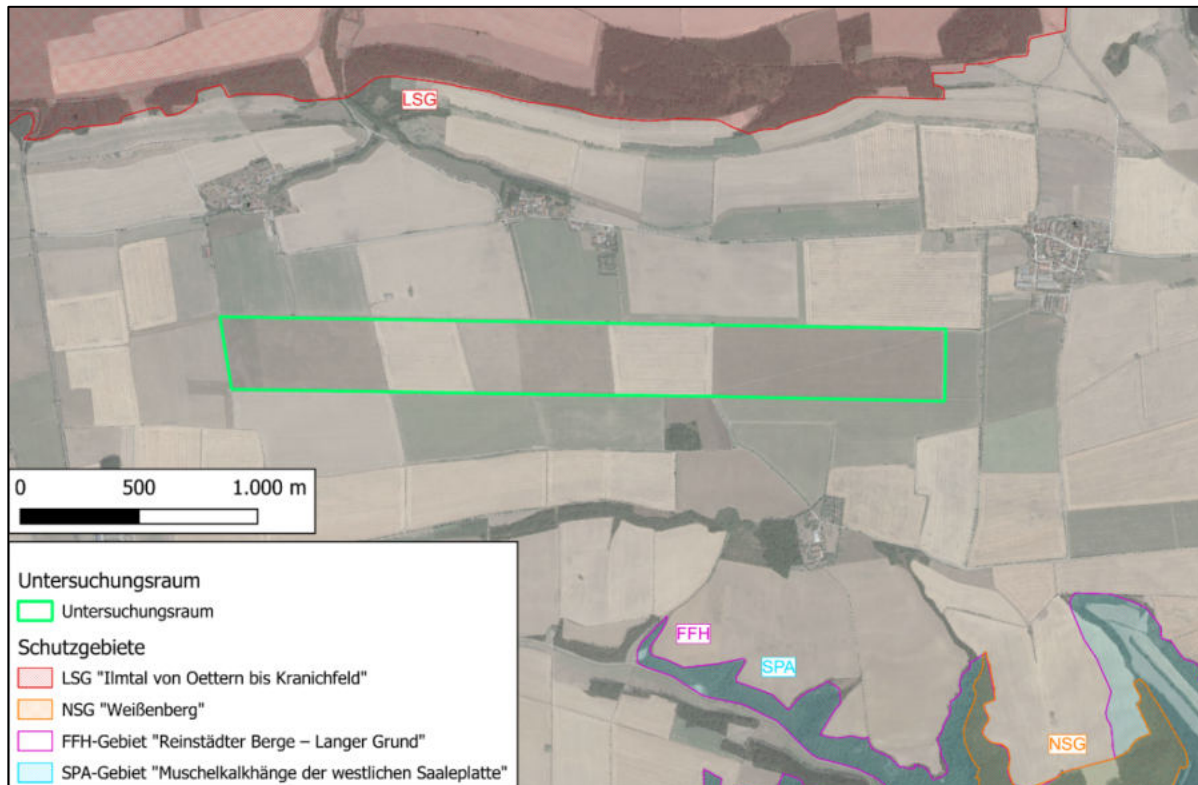 LSG
0 500 1.000 m
Untersuchungsraum
Untersuchungsraum
Schutzgebiete
LSG "Ilmtal von Oettern bis Kranichfeld"
NSG "Weißenberg"
FFH-Gebiet "Reinstädter Berge – Langer Grund"
SPA-Gebiet "Muschelkalkhänge der westlichen Saaleplatte"
FFH
SPA
NSG